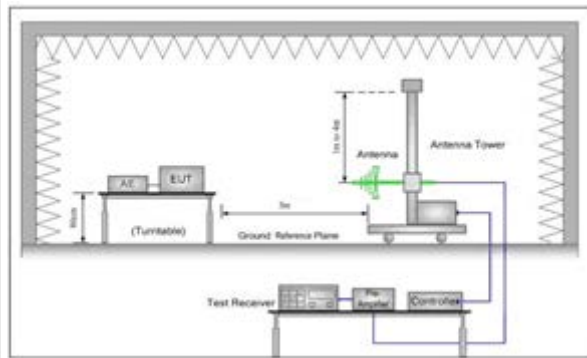 1m to 4m
Antenna
Antenna Tower
AE
EUT
80cm
3m
(Turntable)
Ground Reference Plane
Test Receiver
Pre
Amplifier
Controller